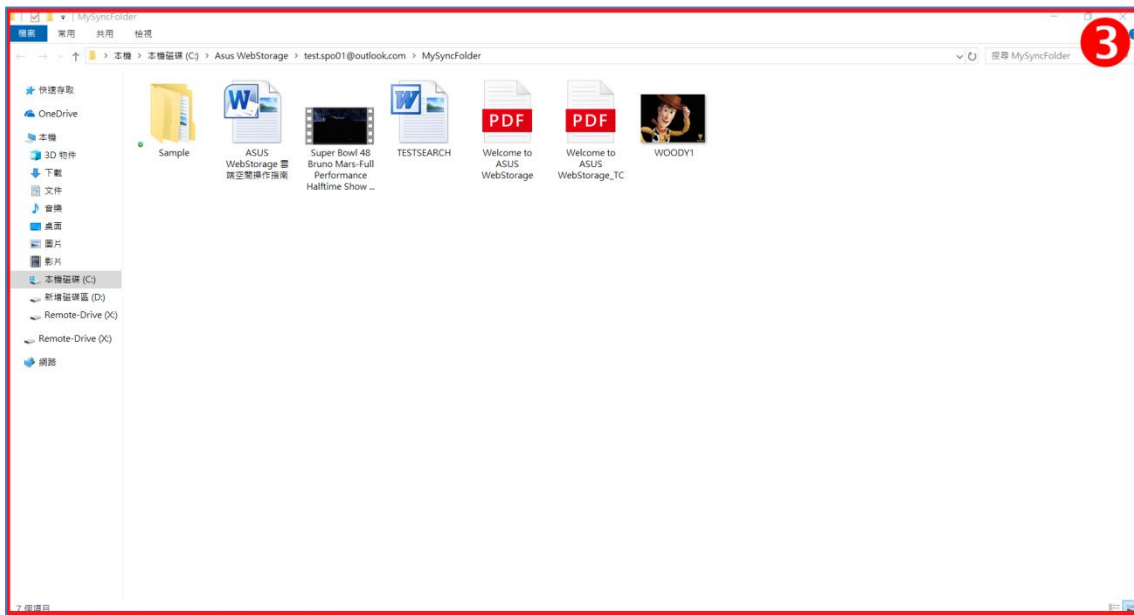 MySyncFolder
檔案 常用 共用 檢視
本機 > 本機磁碟 (C:) > Asus WebStorage > test.spo01@outlook.com > MySyncFolder
搜尋 MySyncFolder
3
快速存取
OneDrive
本機
3D 物件
下載
文件
音樂
桌面
圖片
影片
本機磁碟 (C:)
新增磁碟區 (D:)
Remote-Drive (X:)
Remote-Drive (X:)
網路
Sample
ASUS
WebStorage 雲
端空間操作指南
Super Bowl 48
Bruno Mars-Full
Performance
Halftime Show ...
TESTSEARCH
PDF
Welcome to
ASUS
WebStorage
PDF
Welcome to
ASUS
WebStorage_TC
WOODY1
7 個項目